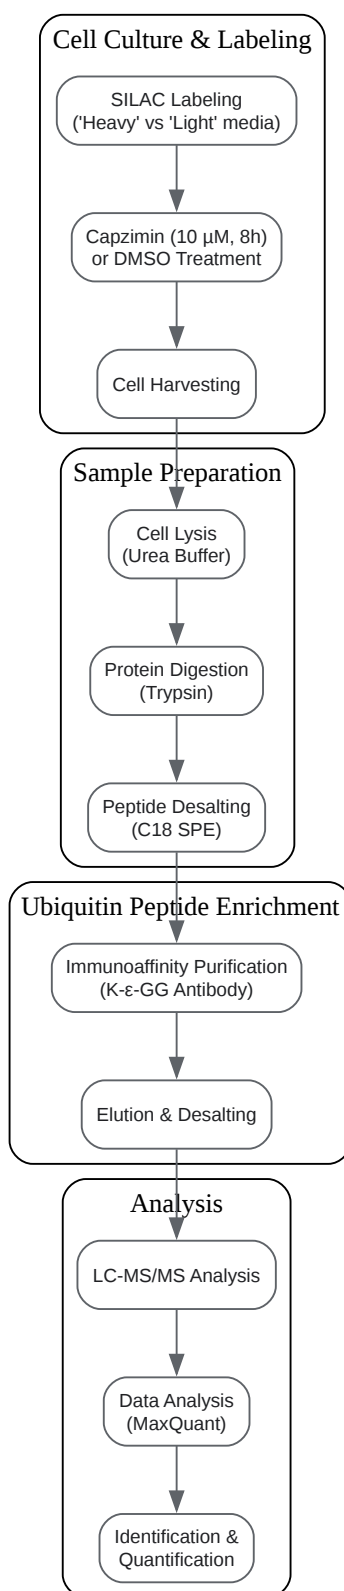 Cell Culture & Labeling
SILAC Labeling
('Heavy' vs 'Light' media)
Capzimin (10 µM, 8h)
or DMSO Treatment
Cell Harvesting
Sample Preparation
Cell Lysis
(Urea Buffer)
Protein Digestion
(Trypsin)
Peptide Desalting
(C18 SPE)
Ubiquitin Peptide Enrichment
Immunoaffinity Purification
(K-ε-GG Antibody)
Elution & Desalting
Analysis
LC-MS/MS Analysis
Data Analysis
(MaxQuant)
Identification &
Quantification